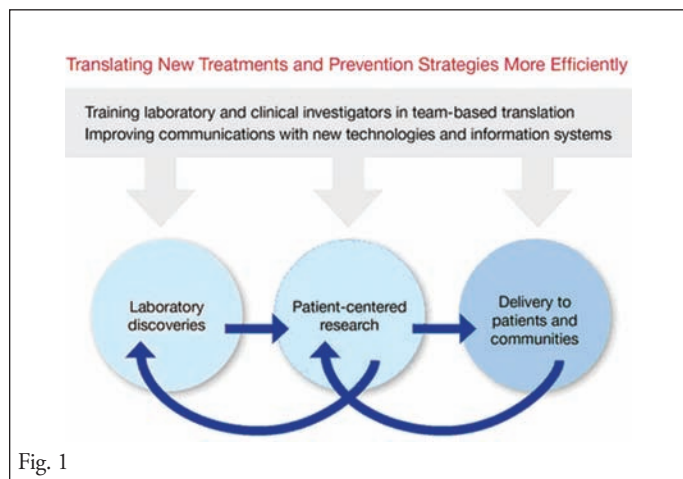 Translating New Treatments and Prevention Strategies More Efficiently
Training laboratory and clinical investigators in team-based translation
Improving communications with new technologies and information systems
Laboratory
discoveries
Patient-centered
research
Delivery to
patients and
communities
Fig. 1